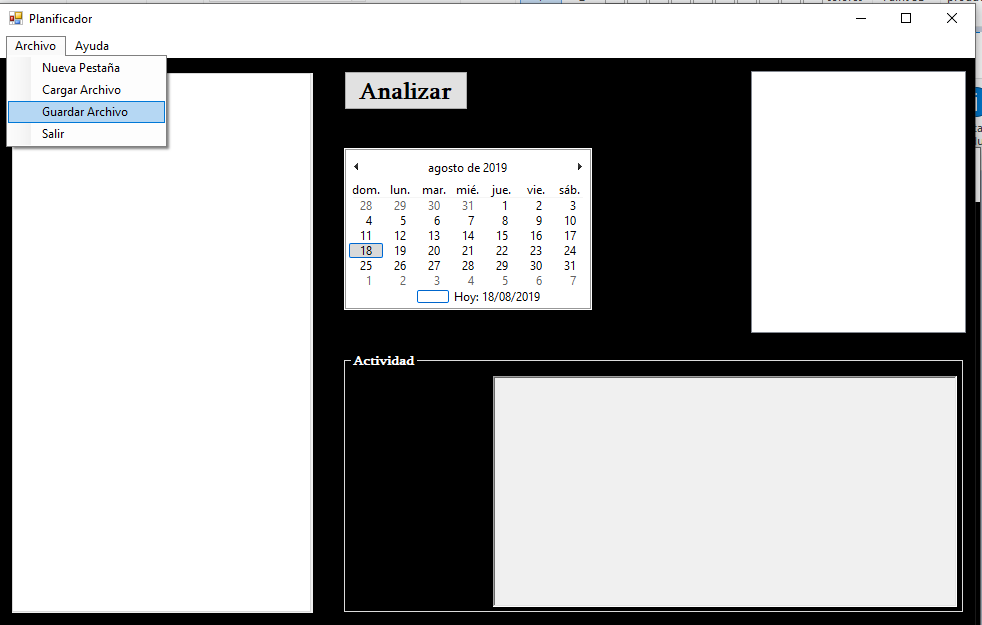 Planificador
Archivo Ayuda
Nueva Pestaña
Cargar Archivo
Guardar Archivo
Salir
Analizar
agosto de 2019
dom. lun. mar. mié. jue. vie. sáb.
28 29 30 31 1 2 3
4 5 6 7 8 9 10
11 12 13 14 15 16 17
18 19 20 21 22 23 24
25 26 27 28 29 30 31
1 2 3 4 5 6 7
Hoy: 18/08/2019
Actividad